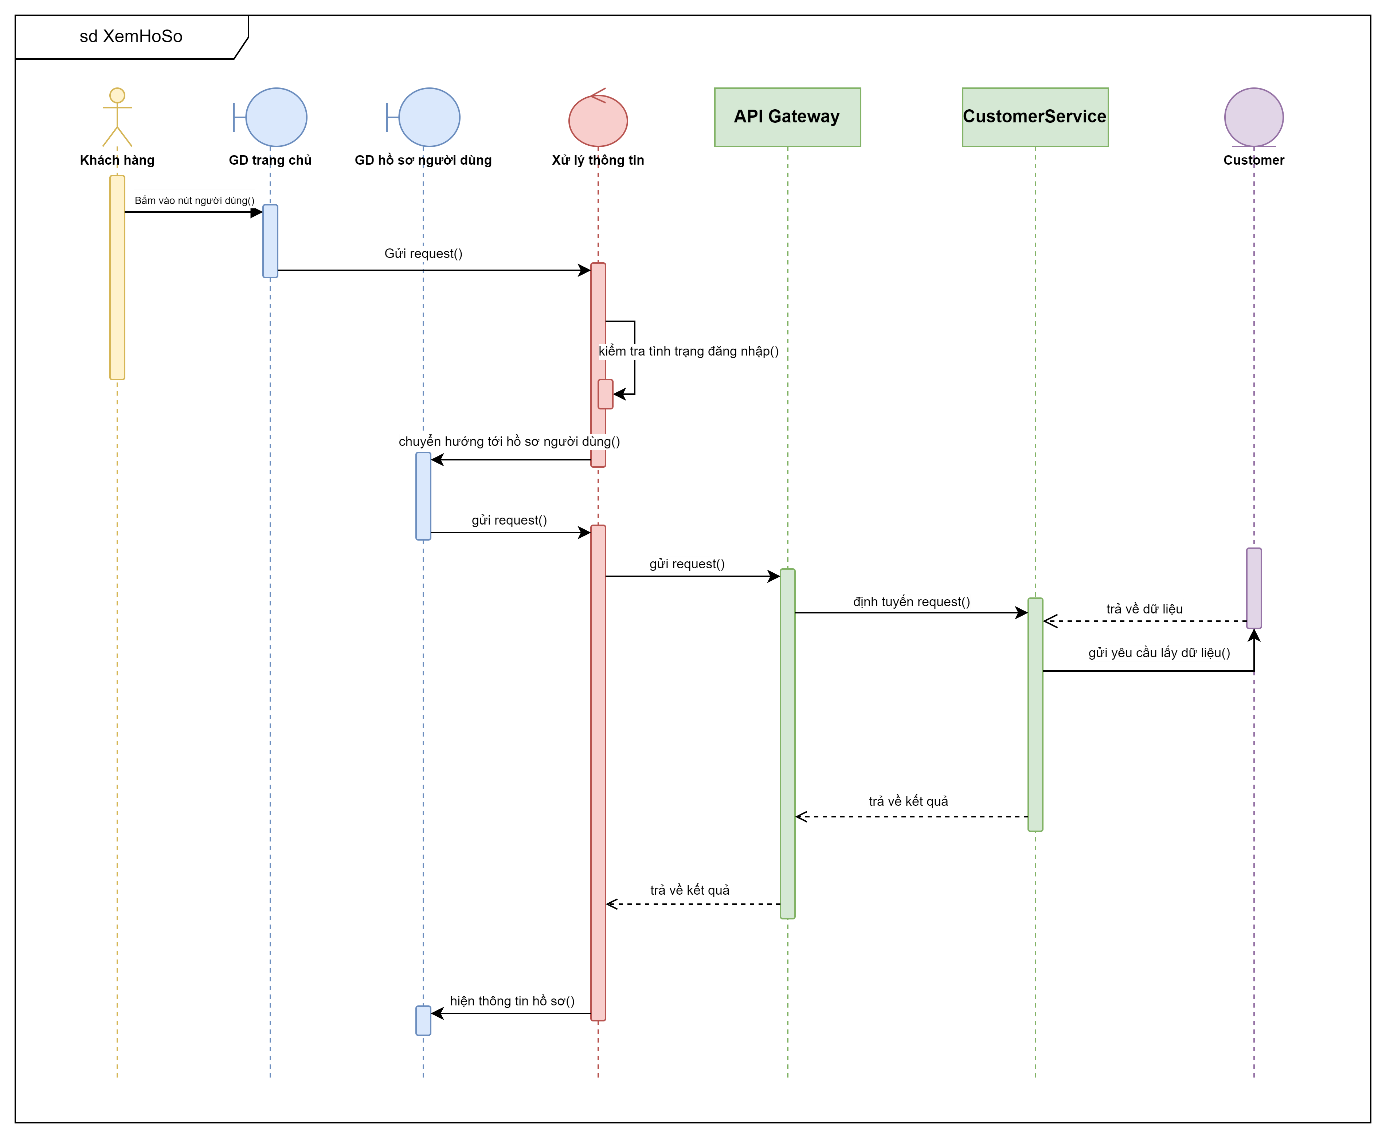 sd XemHoSo
Khách hàng
GD trang chủ
GD hồ sơ người dùng
Xử lý thông tin
API Gateway
CustomerService
Customer
Bấm vào nút người dùng()
Gửi request()
kiểm tra tình trạng đăng nhập()
chuyển hướng tới hồ sơ người dùng()
gửi request()
gửi request()
định tuyến request()
trả về dữ liệu
gửi yêu cầu lấy dữ liệu()
trả về kết quả
trả về kết quả
hiện thông tin hồ sơ()